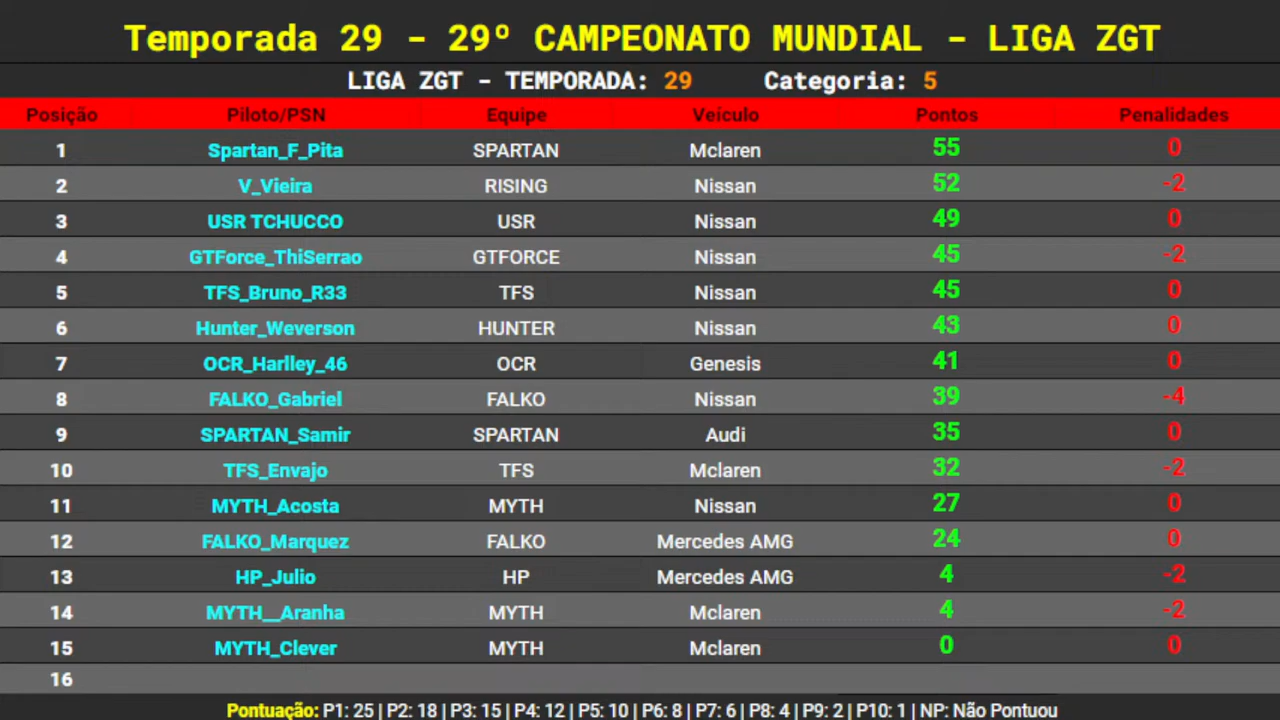 Temporada 29 - 29º CAMPEONATO MUNDIAL - LIGA ZGT
LIGA ZGT - TEMPORADA: 29 Categoria: 5
Posição Piloto/PSN Equipe Veículo Pontos Penalidades
1 Spartan_F_Pita SPARTAN Mclaren 55 0
2 V_Vieira RISING Nissan 52 -2
3 USR TCHUCCO USR Nissan 49 0
4 GTForce_ThiSerrao GTFORCE Nissan 45 -2
5 TFS_Bruno_R33 TFS Nissan 45 0
6 Hunter_Weverson HUNTER Nissan 43 0
7 OCR_Harlley_46 OCR Genesis 41 0
8 FALKO_Gabriel FALKO Nissan 39 -4
9 SPARTAN_Samir SPARTAN Audi 35 0
10 TFS_Envajo TFS Mclaren 32 -2
11 MYTH_Acosta MYTH Nissan 27 0
12 FALKO_Marquez FALKO Mercedes AMG 24 0
13 HP_Julio HP Mercedes AMG 4 -2
14 MYTH__Aranha MYTH Mclaren 4 -2
15 MYTH_Clever MYTH Mclaren 0 0
16
Pontuação: P1: 25 | P2: 18 | P3: 15 | P4: 12 | P5: 10 | P6: 8 | P7: 6 | P8: 4 | P9: 2 | P10: 1 | NP: Não Pontuou